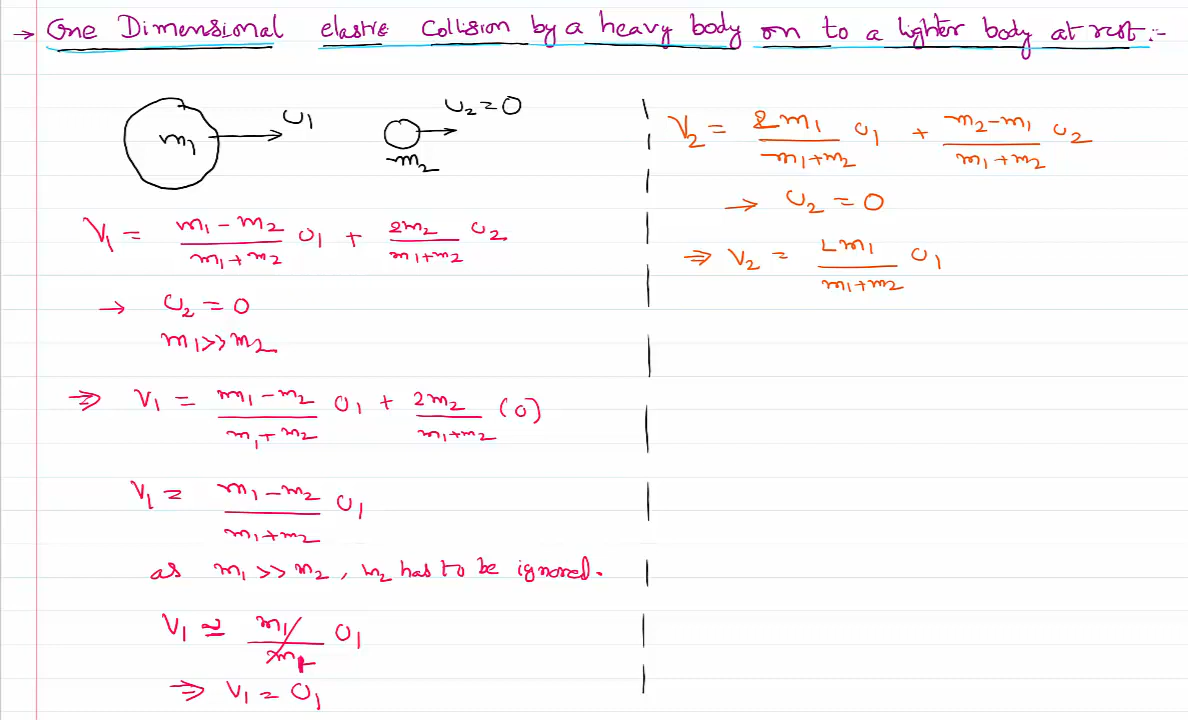 → One Dimensional elastic Collision by a heavy body on to a lighter body at rest :-
m₁ → U₁ m₂ → U₂ = 0
V₁ = (m₁ - m₂)/(m₁ + m₂) U₁ + 2m₂/(m₁+m₂) U₂
→ U₂ = 0
m₁ >> m₂
⇒ V₁ = (m₁ - m₂)/(m₁ + m₂) U₁ + 2m₂/(m₁+m₂) (0)
V₁ = (m₁ - m₂)/(m₁+m₂) U₁
as m₁ >> m₂, m₂ has to be ignored.
V₁ ≃ m₁/m₁ U₁
⇒ V₁ = U₁
V₂ = 2m₁/(m₁+m₂) U₁ + (m₂-m₁)/(m₁+m₂) U₂
→ U₂ = 0
⇒ V₂ = 2m₁/(m₁+m₂) U₁